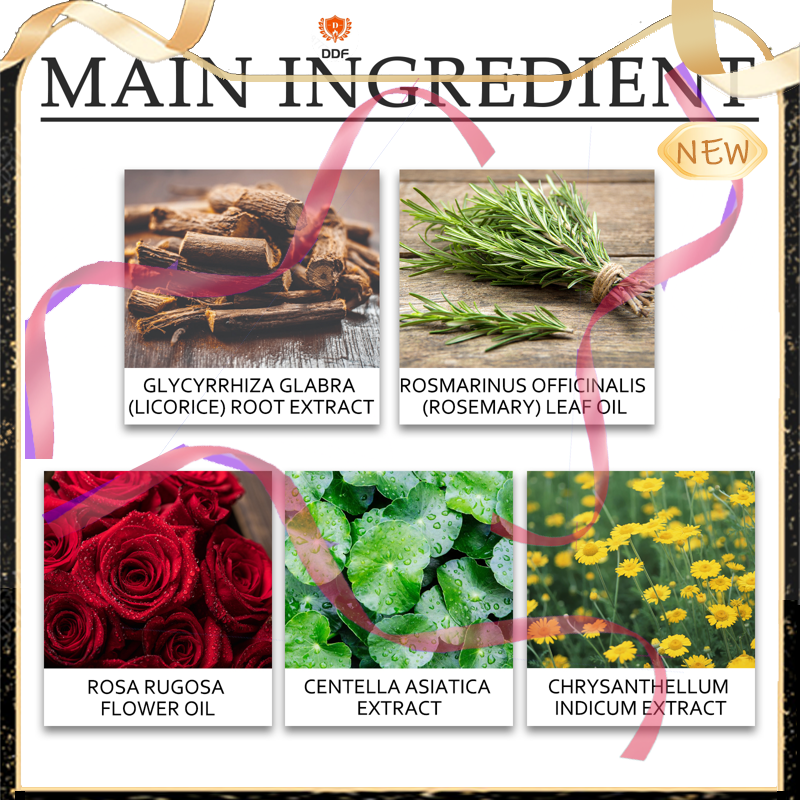 DDF
MAIN INGREDIENT
NEW
GLYCYRRHIZA GLABRA
(LICORICE) ROOT EXTRACT
ROSMARINUS OFFICINALIS
(ROSEMARY) LEAF OIL
ROSA RUGOSA
FLOWER OIL
CENTELLA ASIATICA
EXTRACT
CHRYSANTHELLUM
INDICUM EXTRACT